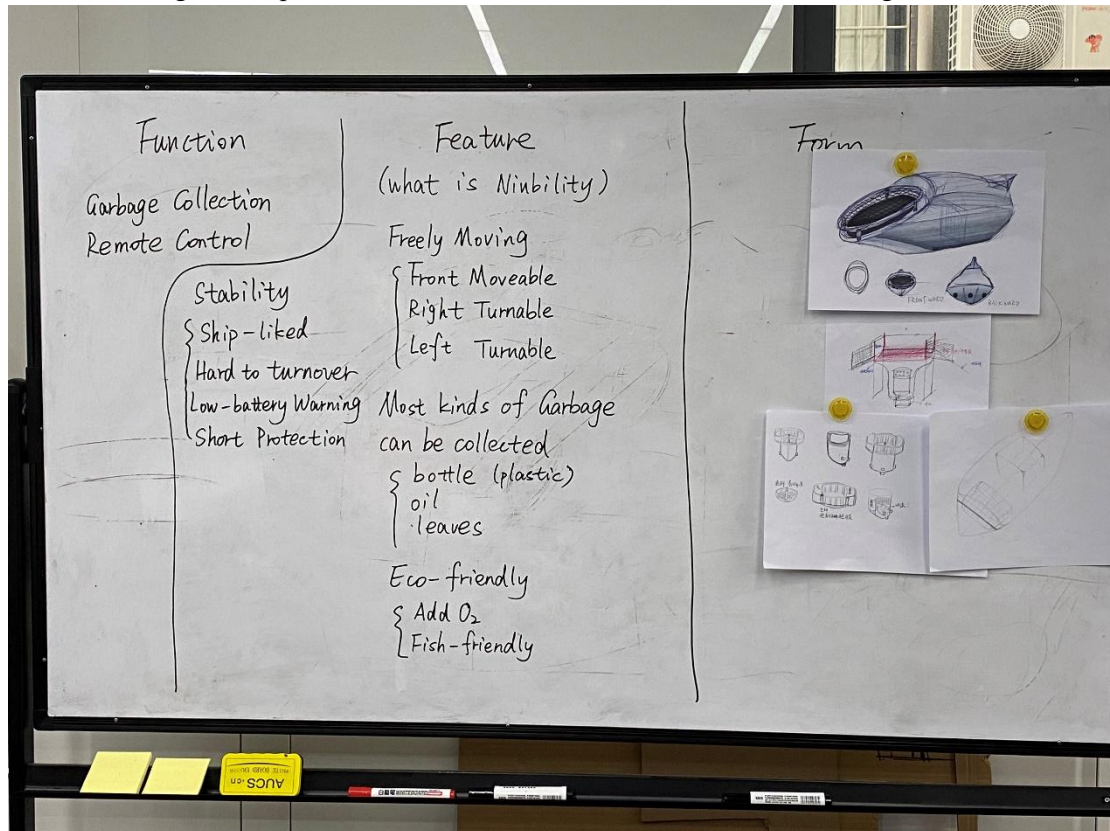 Function
Garbage Collection
Remote Control
Feature
(what is Niubility)
Freely Moving
Front Moveable
Right Turnable
Left Turnable
Most kinds of Garbage
can be collected
bottle (plastic)
oil
leaves
Eco-friendly
Add O₂
Fish-friendly
Stability
Ship-liked
Hard to turnover
Low-battery Warning
Short Protection
Form
FRONTWARD
BACKWARD
AUCS.cn